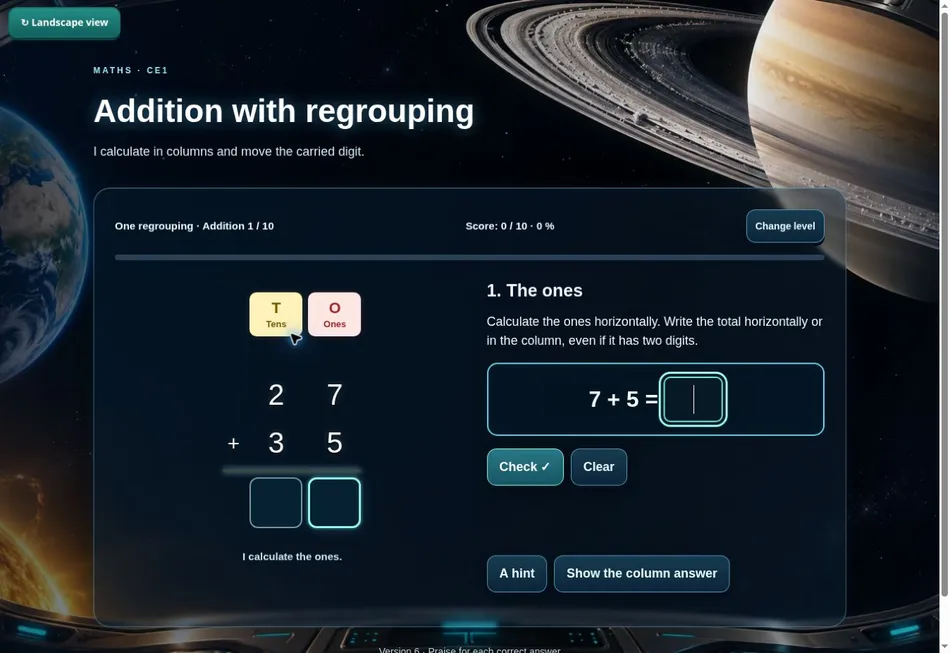 ↻ Landscape view
MATHS · CE1
Addition with regrouping
I calculate in columns and move the carried digit.
One regrouping · Addition 1 / 10
Score: 0 / 10 · 0 %
Change level
T O
Tens Ones
2 7
+ 3 5
I calculate the ones.
1. The ones
Calculate the ones horizontally. Write the total horizontally or
in the column, even if it has two digits.
7 + 5 =
Check ✓ Clear
A hint Show the column answer
Version 6 · Praise for each correct answer